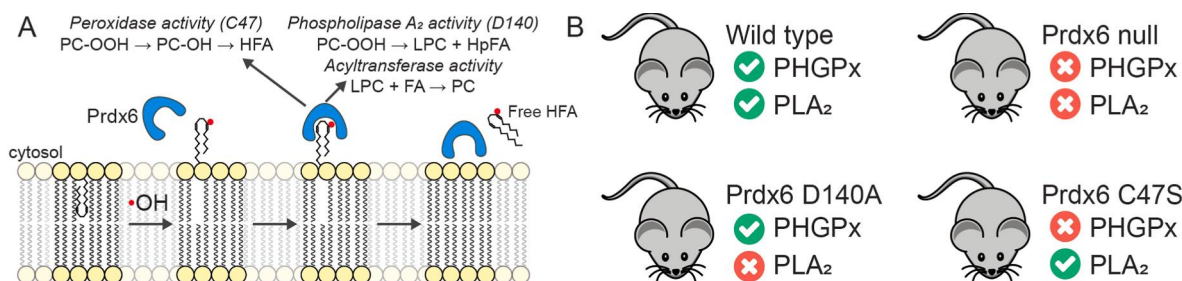 A
Peroxidase activity (C47)
PC-OOH → PC-OH → HFA
Phospholipase A₂ activity (D140)
PC-OOH → LPC + HpFA
Acyltransferase activity
LPC + FA → PC
Prdx6
Free HFA
cytosol
•OH
B
Wild type
PHGPx
PLA₂
Prdx6 null
PHGPx
PLA₂
Prdx6 D140A
PHGPx
PLA₂
Prdx6 C47S
PHGPx
PLA₂